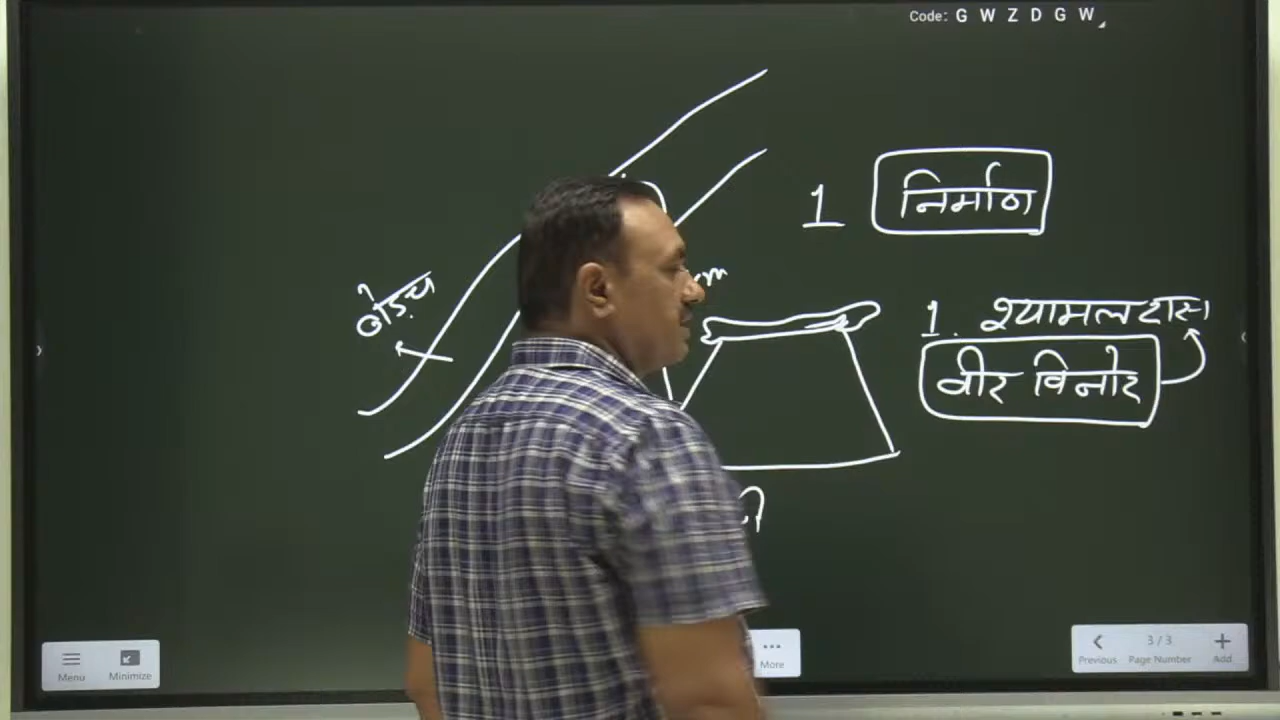 Code: G W Z D G W
1 निर्माण
1. श्यामलदास
वीर विनोद
Menu
Minimize
More
Previous
3/3
Page Number
Add